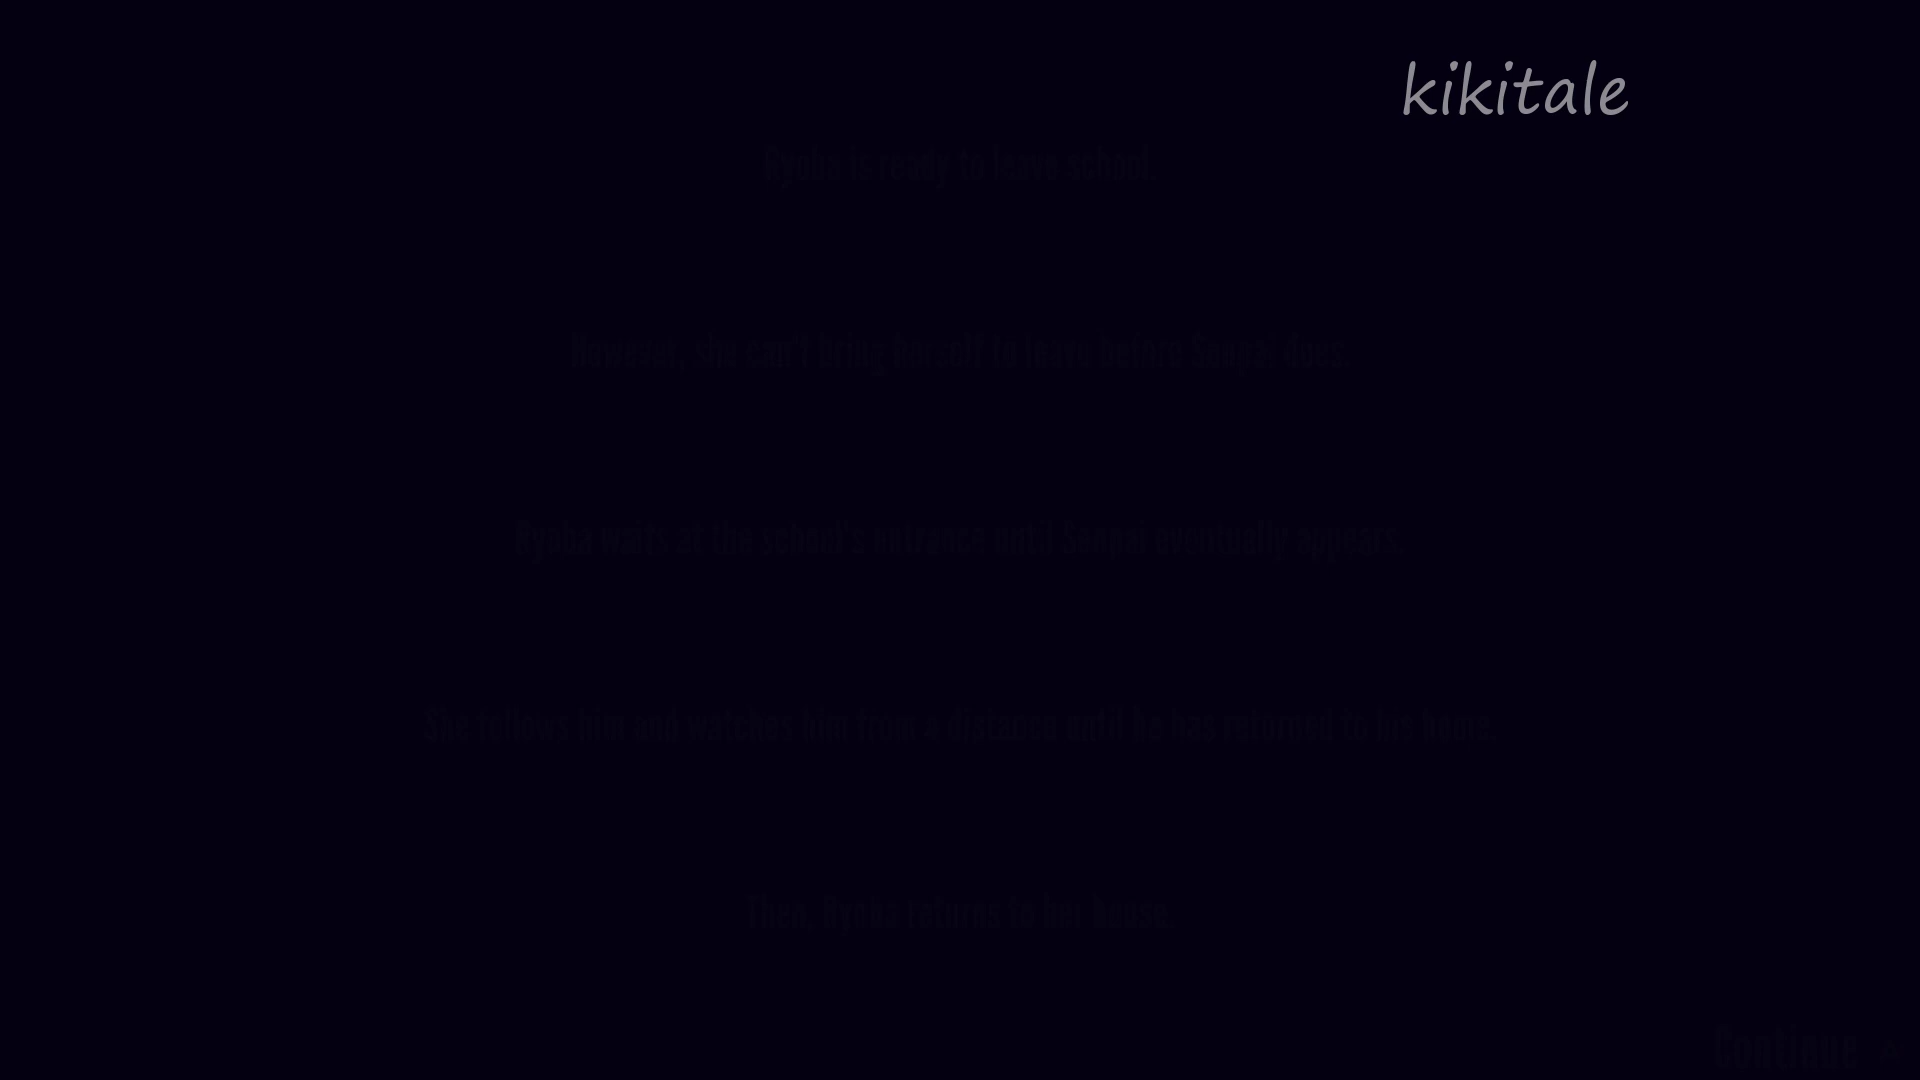 kikitale
Ryoba is ready to leave school.
However, she can't bring herself to leave before Senpai does.
Ryoba waits at the school's entrance until Senpai eventually appears.
She follows him and watches him from a distance until he has returned to his home.
Then, Ryoba returns to her house.
Continue